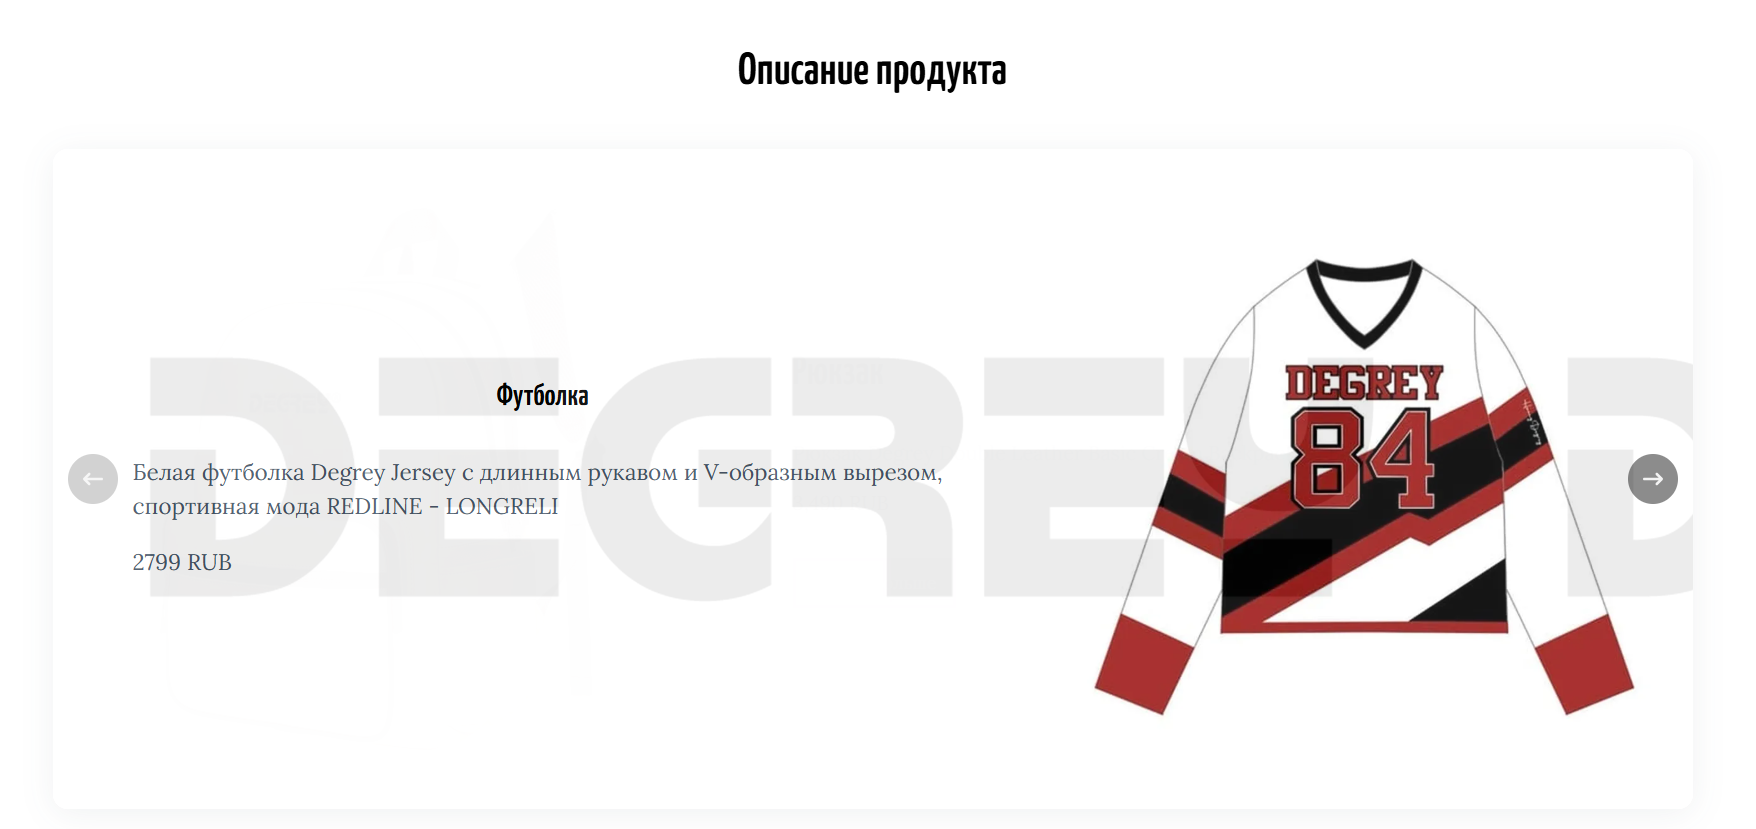 Описание продукта
DEGREY D
Футболка
Белая футболка Degrey Jersey с длинным рукавом и V-образным вырезом,
спортивная мода REDLINE - LONGRELI
2799 RUB
DEGREY
84